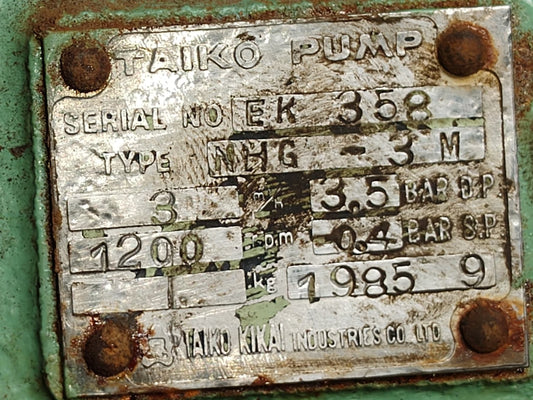 TAIKO PUMP
SERIAL NO EK 358
TYPE NHG - 3 M
3 m³/h 3.5 BAR D.P
1200 r.p.m -0.4 BAR S.P
kg 1985 9
TAIKO KIKAI INDUSTRIES CO. LTD